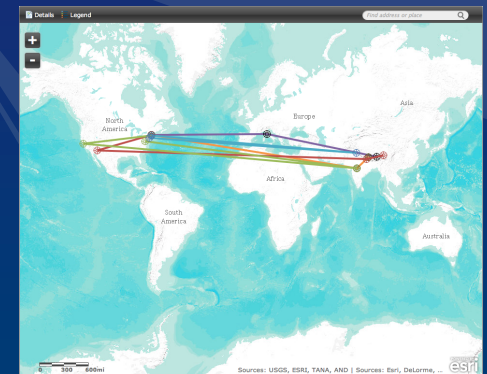 Details | Legend
Find address or place
+
-
North
America
Europe
Asia
Africa
South
America
Australia
0 300 600mi
Sources: USGS, ESRI, TANA, AND | Sources: Esri, DeLorme, ...
esri